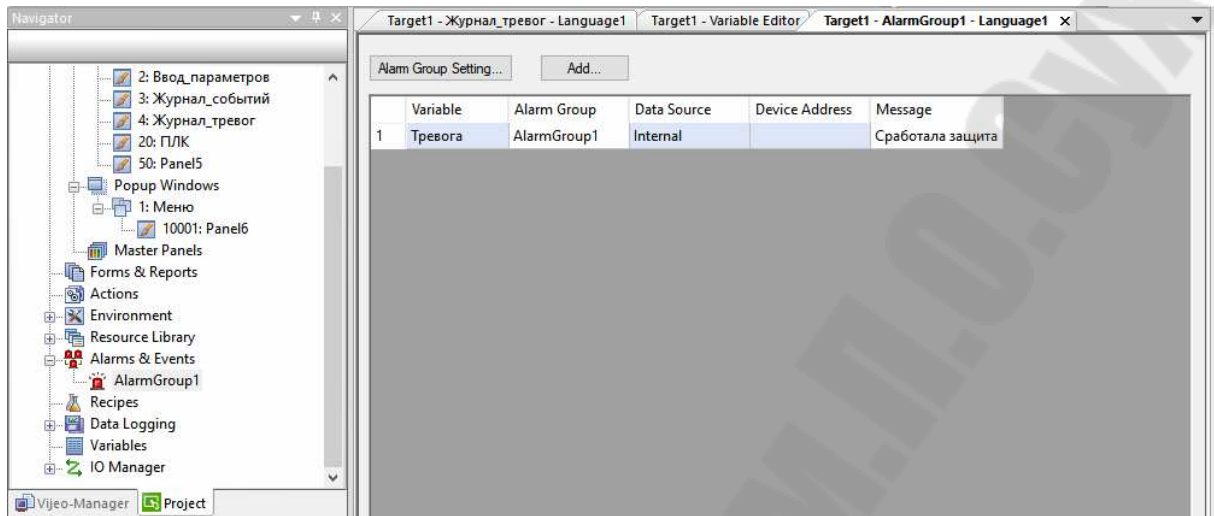 Navigator
2: Ввод_параметров
3: Журнал_событий
4: Журнал_тревог
20: ПЛК
50: Panel5
Popup Windows
1: Меню
10001: Panel6
Master Panels
Forms & Reports
Actions
Environment
Resource Library
Alarms & Events
AlarmGroup1
Recipes
Data Logging
Variables
IO Manager
Vijeo-Manager Project
Target1 - Журнал_тревог - Language1 Target1 - Variable Editor Target1 - AlarmGroup1 - Language1
Alarm Group Setting... Add...
Variable Alarm Group Data Source Device Address Message
1 Тревога AlarmGroup1 Internal Сработала защита